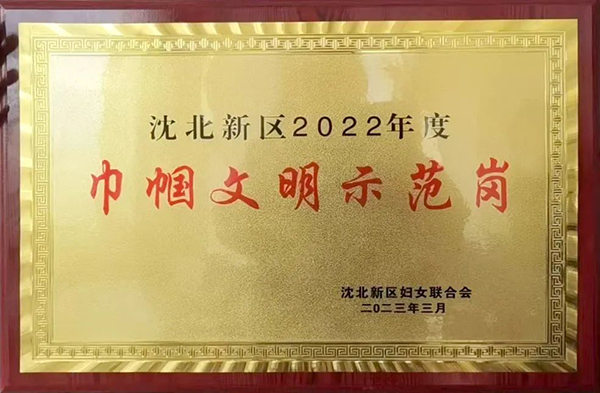 沈北新区2022年度
巾帼文明示范岗
沈北新区妇女联合会
二〇二三年三月